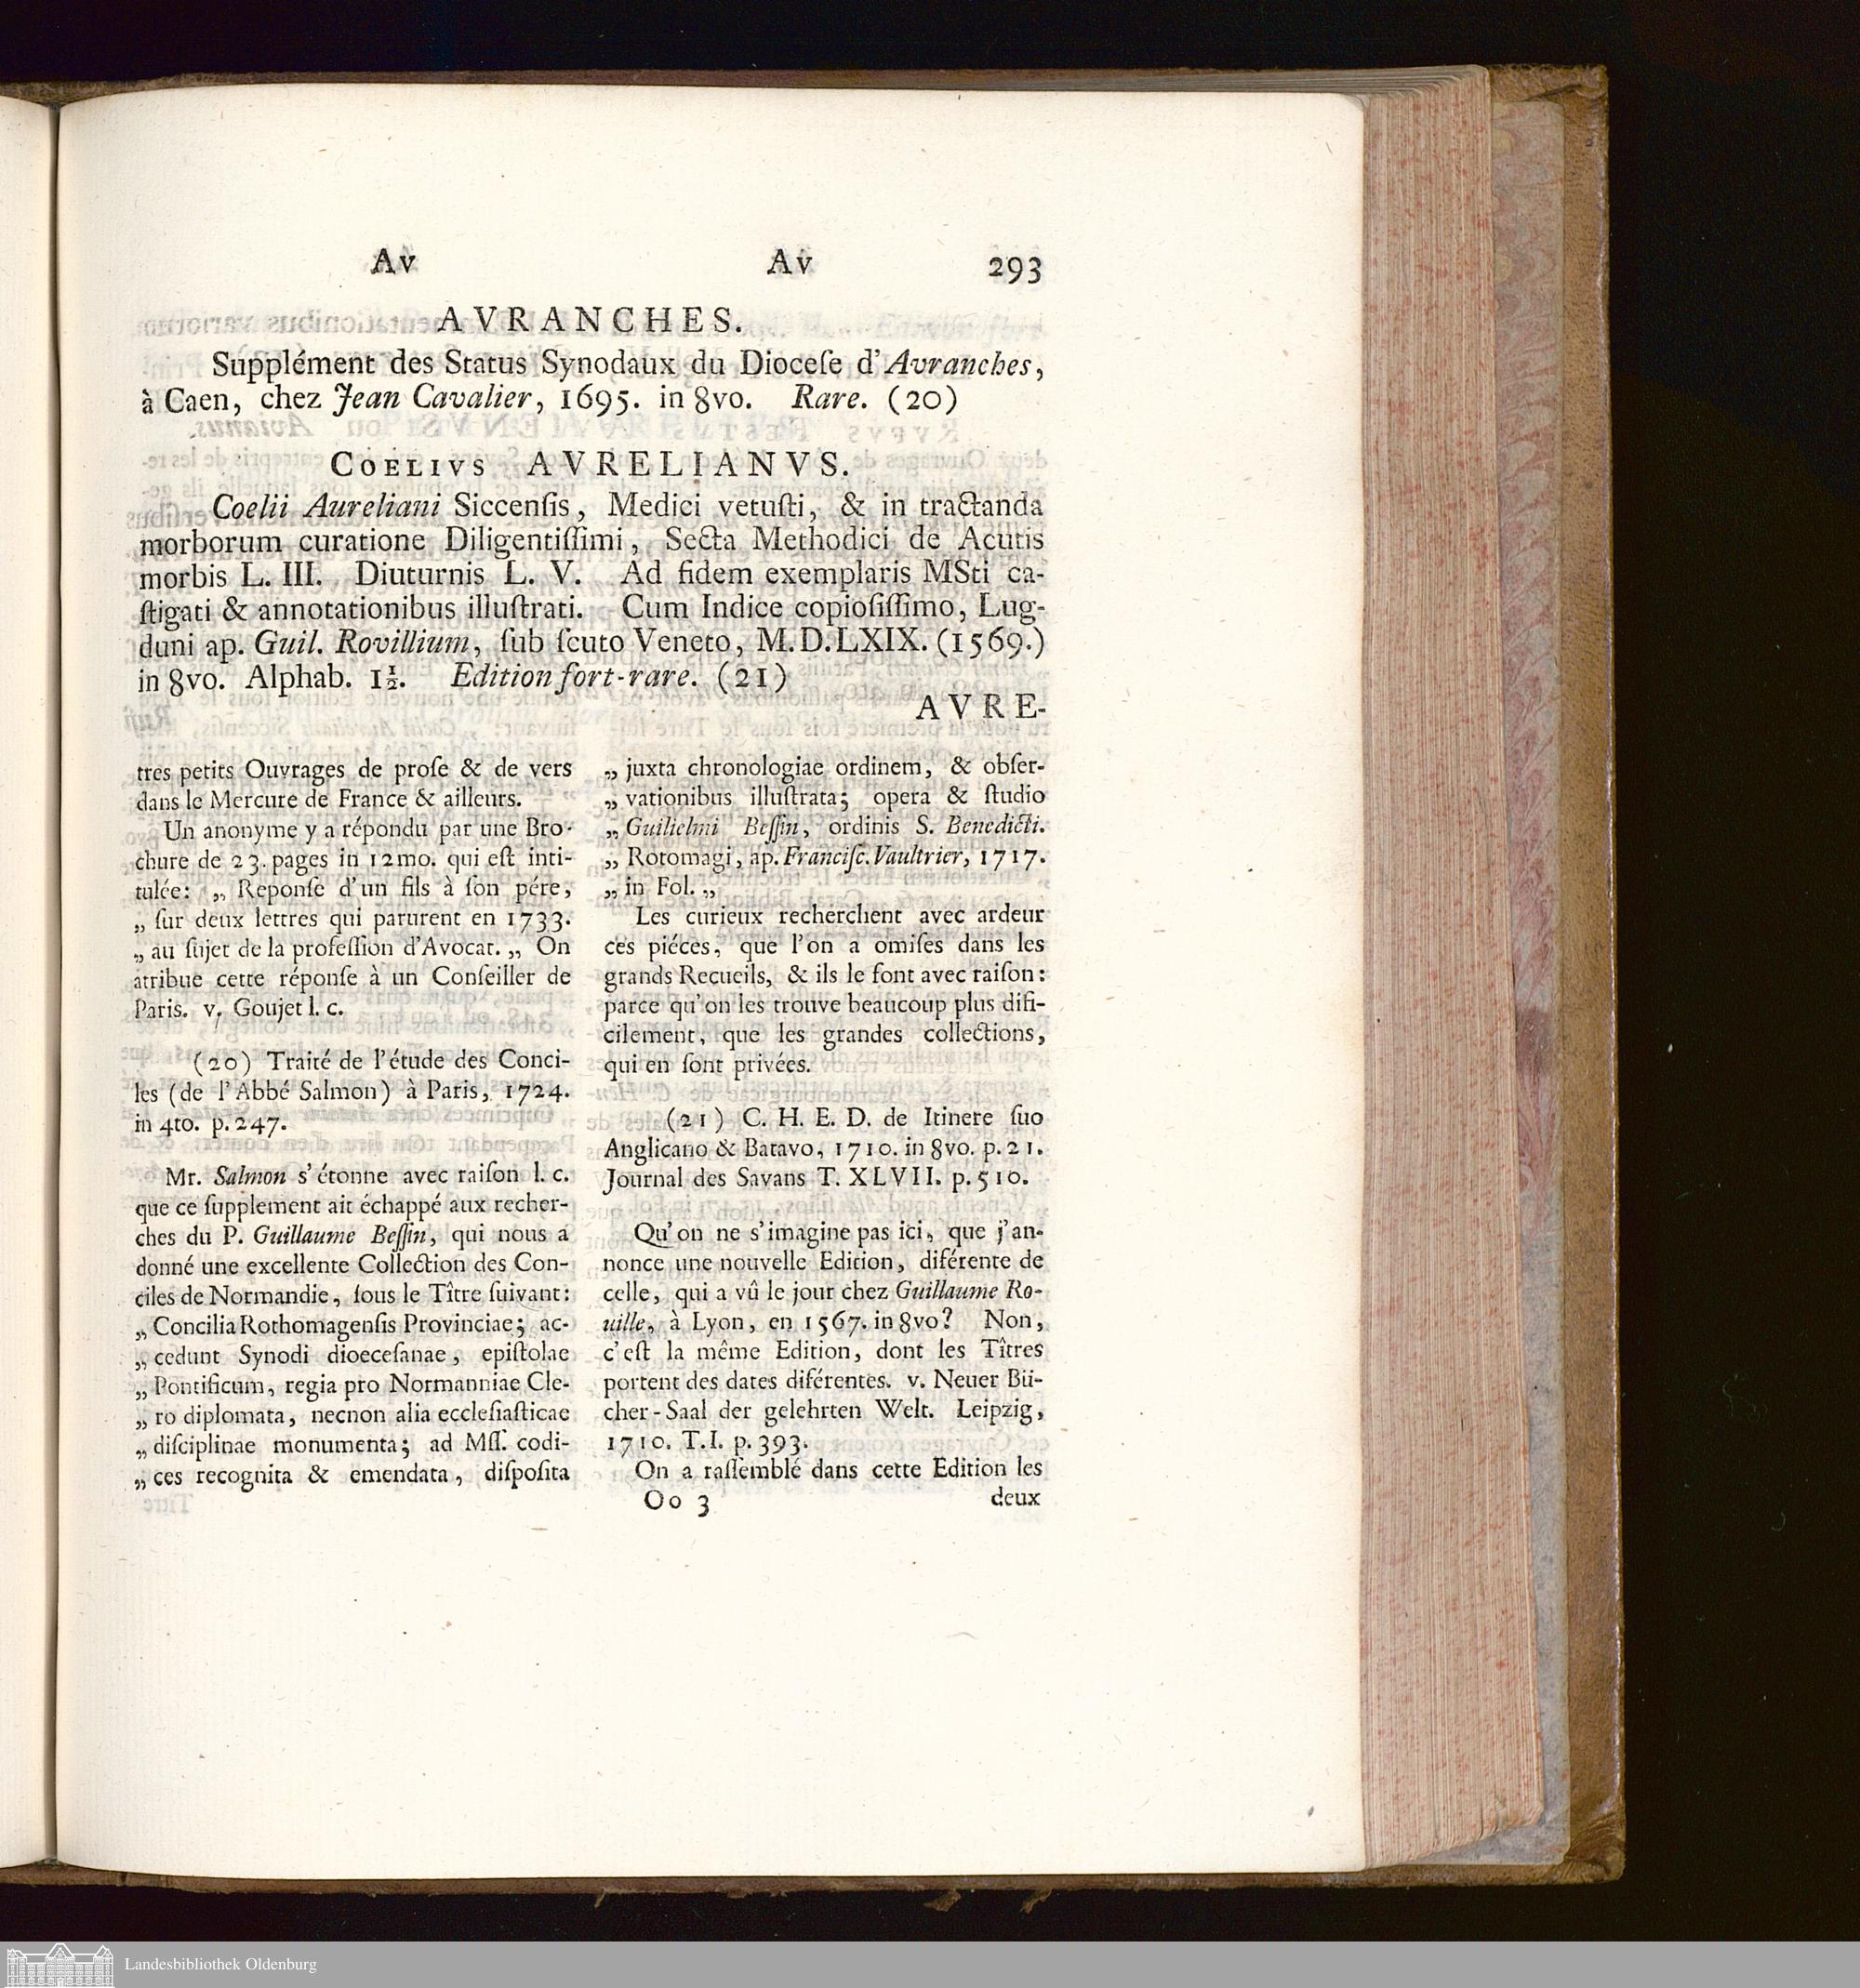 Av Av 293
AVRANCHES.
Supplément des Status Synodaux du Dioceſe d'Avranches,
à Caen, chez Jean Cavalier, 1695. in 8vo. Rare. (20)
COELIVS AVRELIANVS.
Coelii Aureliani Siccenſis, Medici vetuſti, & in tractanda
morborum curatione Diligentiſſimi, Secta Methodici de Acutis
morbis L. III. Diuturnis L. V. Ad fidem exemplaris MSti ca-
ſtigati & annotationibus illuſtrati. Cum Indice copioſiſſimo, Lug-
duni ap. Guil. Rovillium, ſub ſcuto Veneto, M.D.LXIX. (1569.)
in 8vo. Alphab. 1½. Edition fort-rare. (21)
AVRE-
tres petits Ouvrages de proſe & de vers
dans le Mercure de France & ailleurs.
Un anonyme y a répondu par une Bro-
chure de 23. pages in 12mo. qui eſt inti-
tulée: „ Reponſe d'un fils à ſon pére,
„ ſur deux lettres qui parurent en 1733.
„ au ſujet de la profeſſion d'Avocat. „ On
atribue cette réponſe à un Conſeiller de
Paris. v. Goujet l. c.
(20) Traité de l'étude des Conci-
les (de l'Abbé Salmon) à Paris, 1724.
in 4to. p. 247.
Mr. Salmon s'étonne avec raiſon l. c.
que ce ſupplement ait échappé aux recher-
ches du P. Guillaume Beſſin, qui nous a
donné une excellente Collection des Con-
ciles de Normandie, ſous le Tître ſuivant:
„ Concilia Rothomagenſis Provinciae; ac-
„ cedunt Synodi dioeceſanae, epiſtolae
„ Pontificum, regia pro Normanniae Cle-
„ ro diplomata, necnon alia eccleſiaſticae
„ diſciplinae monumenta; ad Mſſ. codi-
„ ces recognita & emendata, diſpoſita
„ juxta chronologiae ordinem, & obſer-
„ vationibus illuſtrata; opera & ſtudio
„ Guilielmi Beſſin, ordinis S. Benedicti.
„ Rotomagi, ap. Franciſc. Vaultrier, 1717.
„ in Fol. „
Les curieux recherchent avec ardeur
ces piéces, que l'on a omiſes dans les
grands Recueils, & ils le font avec raiſon:
parce qu'on les trouve beaucoup plus difi-
cilement, que les grandes collections,
qui en ſont privées.
(21) C. H. E. D. de Itinere ſuo
Anglicano & Batavo, 1710. in 8vo. p. 21.
Journal des Savans T. XLVII. p. 510.
Qu'on ne s'imagine pas ici, que j'an-
nonce une nouvelle Edition, diférente de
celle, qui a vû le jour chez Guillaume Ro-
uille, à Lyon, en 1567. in 8vo? Non,
c'eſt la même Edition, dont les Tîtres
portent des dates diférentes. v. Neuer Bü-
cher-Saal der gelehrten Welt. Leipzig,
1710. T. I. p. 393.
On a raſſemblé dans cette Edition les
Oo 3 deux
Landesbibliothek Oldenburg